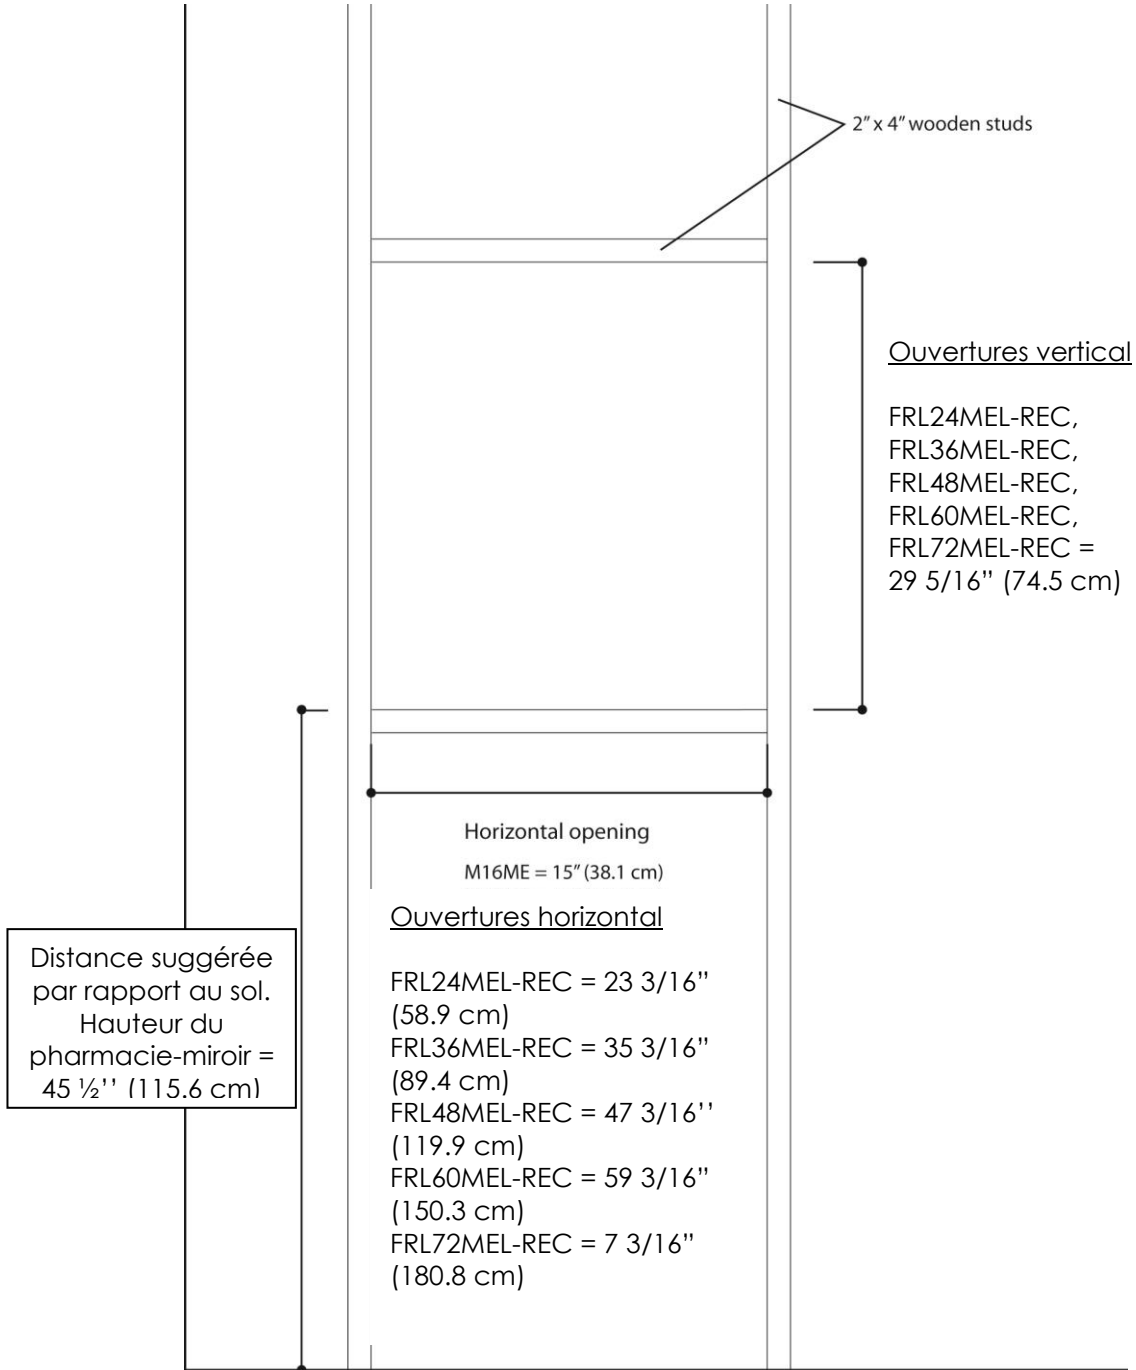 2" x 4" wooden studs
Ouvertures vertical
FRL24MEL-REC,
FRL36MEL-REC,
FRL48MEL-REC,
FRL60MEL-REC,
FRL72MEL-REC =
29 5/16” (74.5 cm)
Horizontal opening
M16ME = 15" (38.1 cm)
Ouvertures horizontal
FRL24MEL-REC = 23 3/16”
(58.9 cm)
FRL36MEL-REC = 35 3/16”
(89.4 cm)
FRL48MEL-REC = 47 3/16’’
(119.9 cm)
FRL60MEL-REC = 59 3/16”
(150.3 cm)
FRL72MEL-REC = 7 3/16”
(180.8 cm)
Distance suggérée
par rapport au sol.
Hauteur du
pharmacie-miroir =
45 ½’’ (115.6 cm)